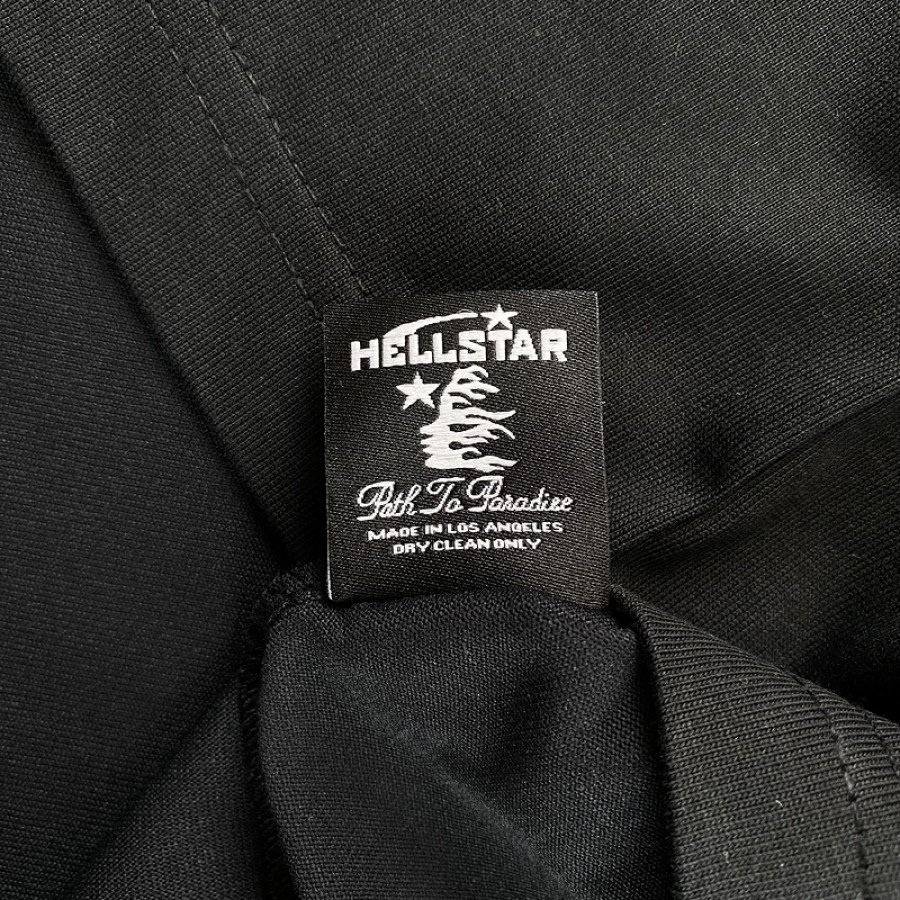 HELLSTAR
Path To Paradise
MADE IN LOS ANGELES
DRY CLEAN ONLY